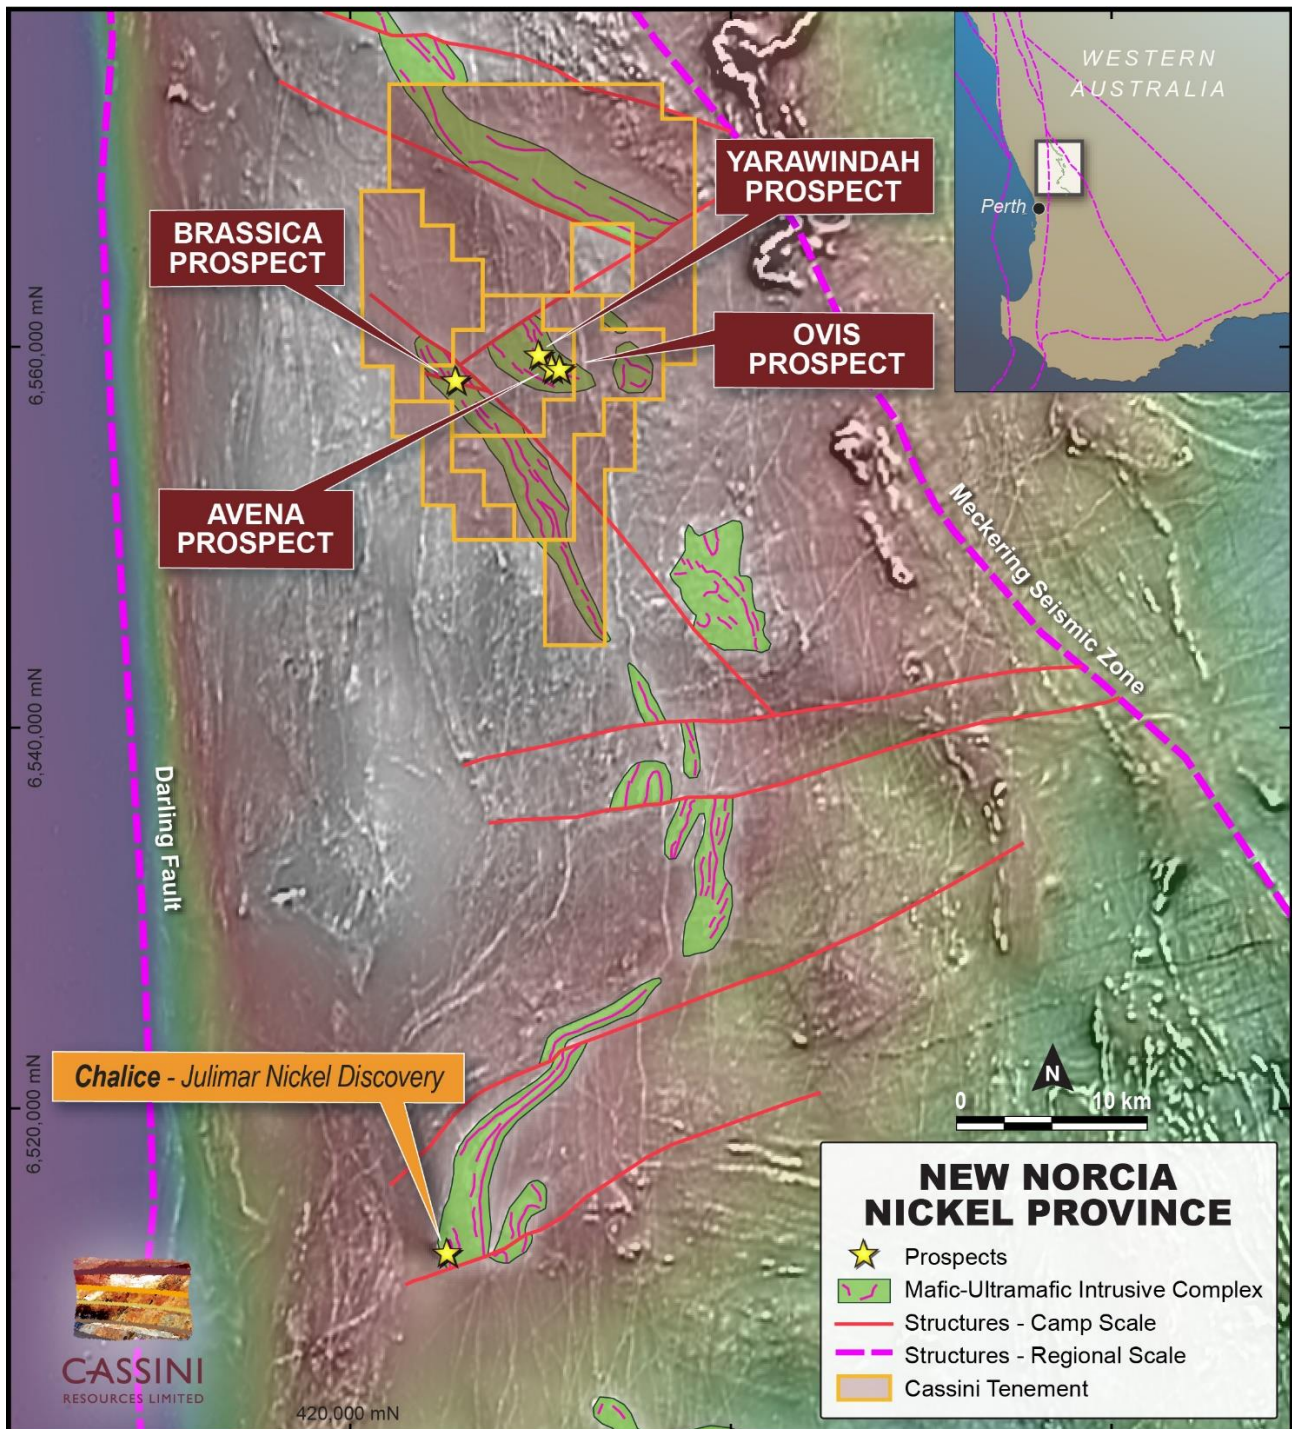 WESTERN
AUSTRALIA
Perth
YARAWINDAH
PROSPECT
BRASSICA
PROSPECT
OVIS
PROSPECT
AVENA
PROSPECT
6,560,000 mN
6,540,000 mN
6,520,000 mN
Meckering Seismic Zone
Darling Fault
Chalice - Julimar Nickel Discovery
N
0 10 km
NEW NORCIA
NICKEL PROVINCE
Prospects
Mafic-Ultramafic Intrusive Complex
Structures - Camp Scale
Structures - Regional Scale
Cassini Tenement
CASSINI
RESOURCES LIMITED
420,000 mN